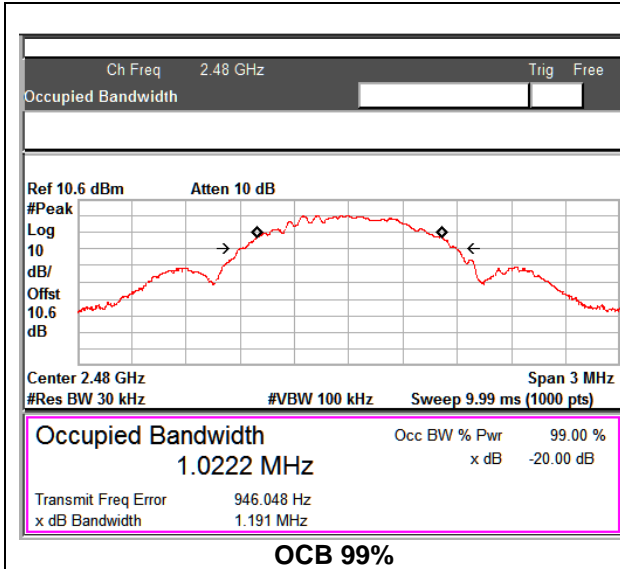 Ch Freq 2.48 GHz Trig Free
Occupied Bandwidth
Ref 10.6 dBm Atten 10 dB
#Peak
Log
10
dB/
Offst
10.6
dB
Center 2.48 GHz Span 3 MHz
#Res BW 30 kHz #VBW 100 kHz Sweep 9.99 ms (1000 pts)
Occupied Bandwidth Occ BW % Pwr 99.00 %
1.0222 MHz x dB -20.00 dB
Transmit Freq Error 946.048 Hz
x dB Bandwidth 1.191 MHz
OCB 99%